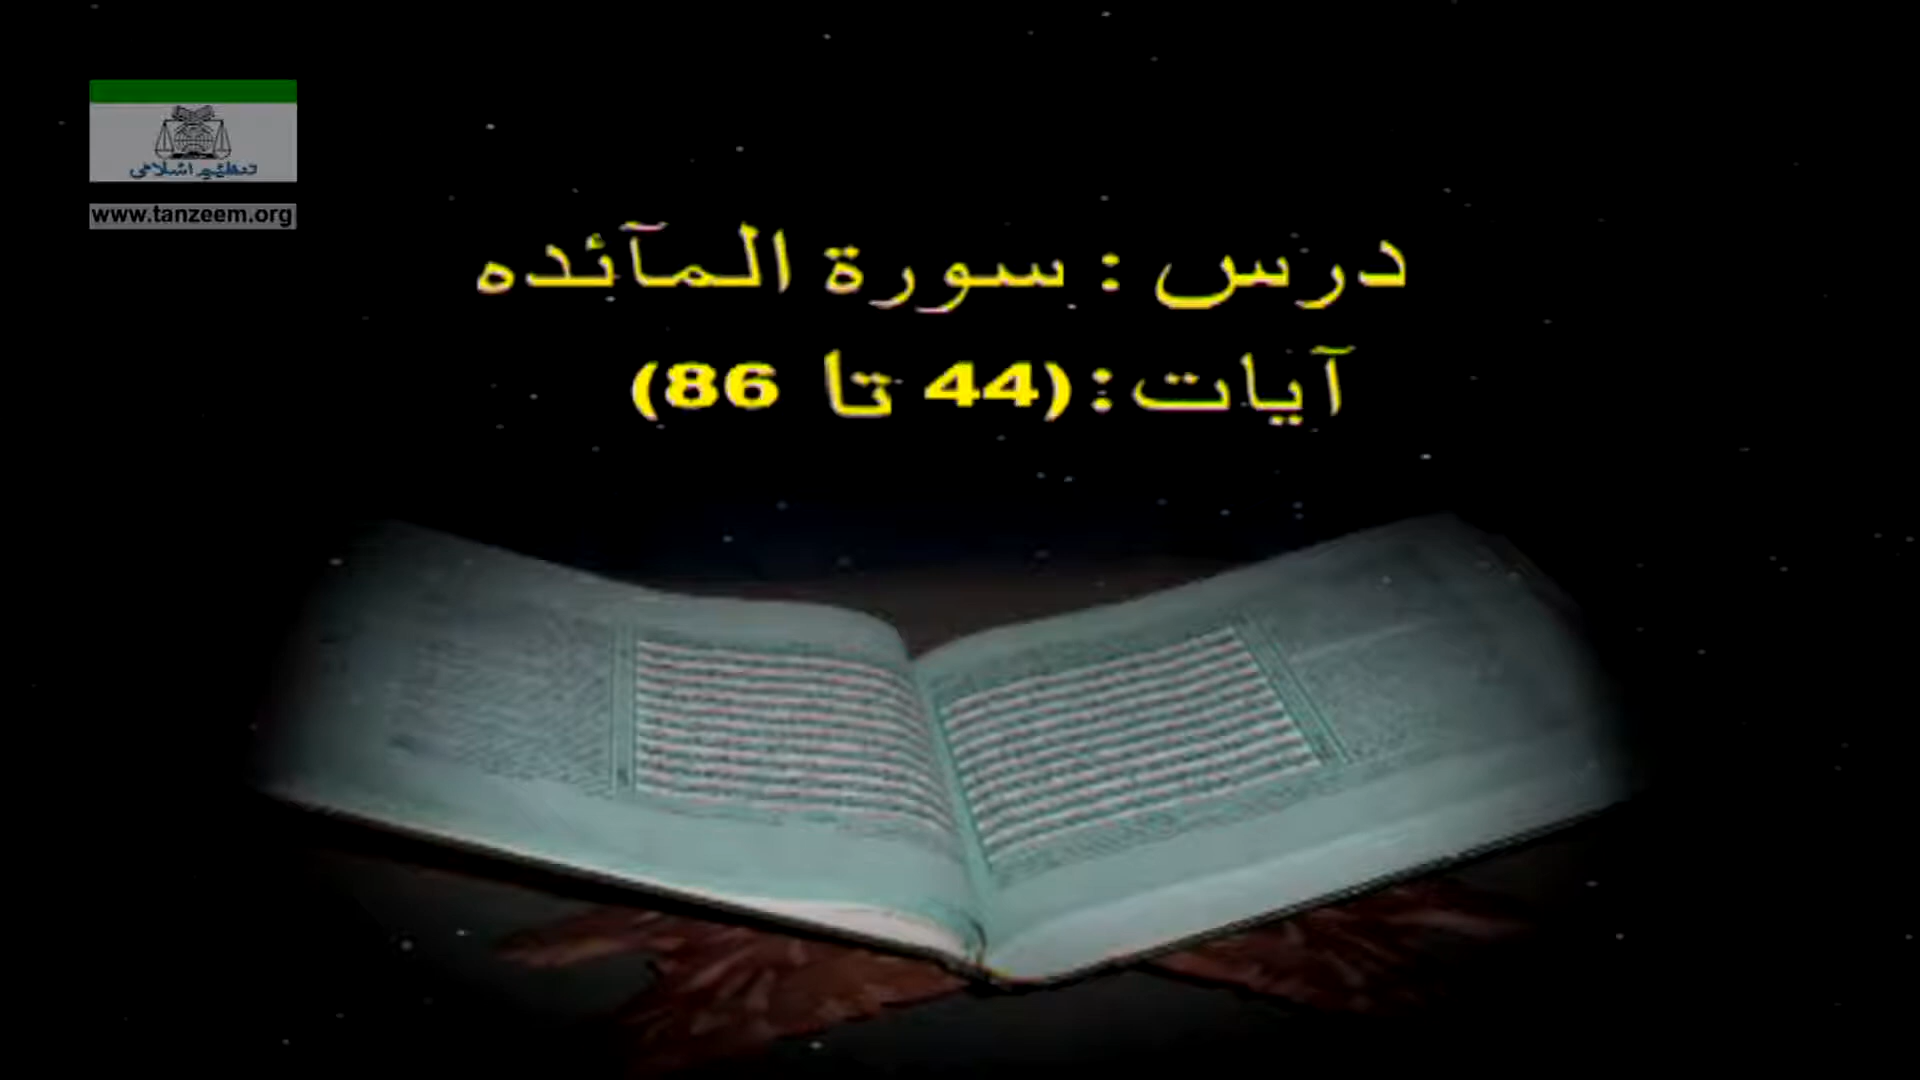 تنظیم اسلامی
www.tanzeem.org
درس : سورة المآئده
آیات : (44 تا 86)